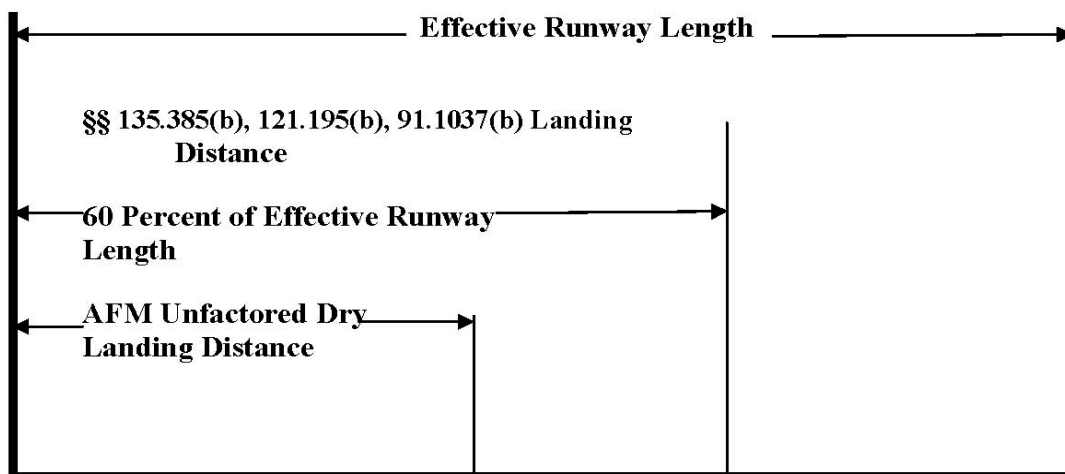 Effective Runway Length
§§ 135.385(b), 121.195(b), 91.1037(b) Landing
Distance
60 Percent of Effective Runway
Length
AFM Unfactored Dry
Landing Distance